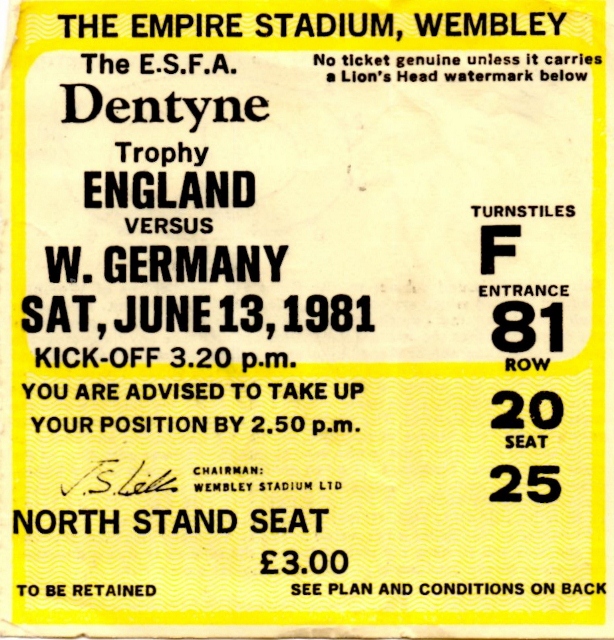 THE EMPIRE STADIUM, WEMBLEY
The E.S.F.A.
Dentyne
Trophy
ENGLAND
VERSUS
W. GERMANY
SAT, JUNE 13, 1981
KICK-OFF 3.20 p.m.
No ticket genuine unless it carries
a Lion's Head watermark below
TURNSTILES
F
ENTRANCE
81
ROW
20
SEAT
25
YOU ARE ADVISED TO TAKE UP
YOUR POSITION BY 2.50 p.m.
CHAIRMAN:
WEMBLEY STADIUM LTD
NORTH STAND SEAT
£3.00
TO BE RETAINED
SEE PLAN AND CONDITIONS ON BACK